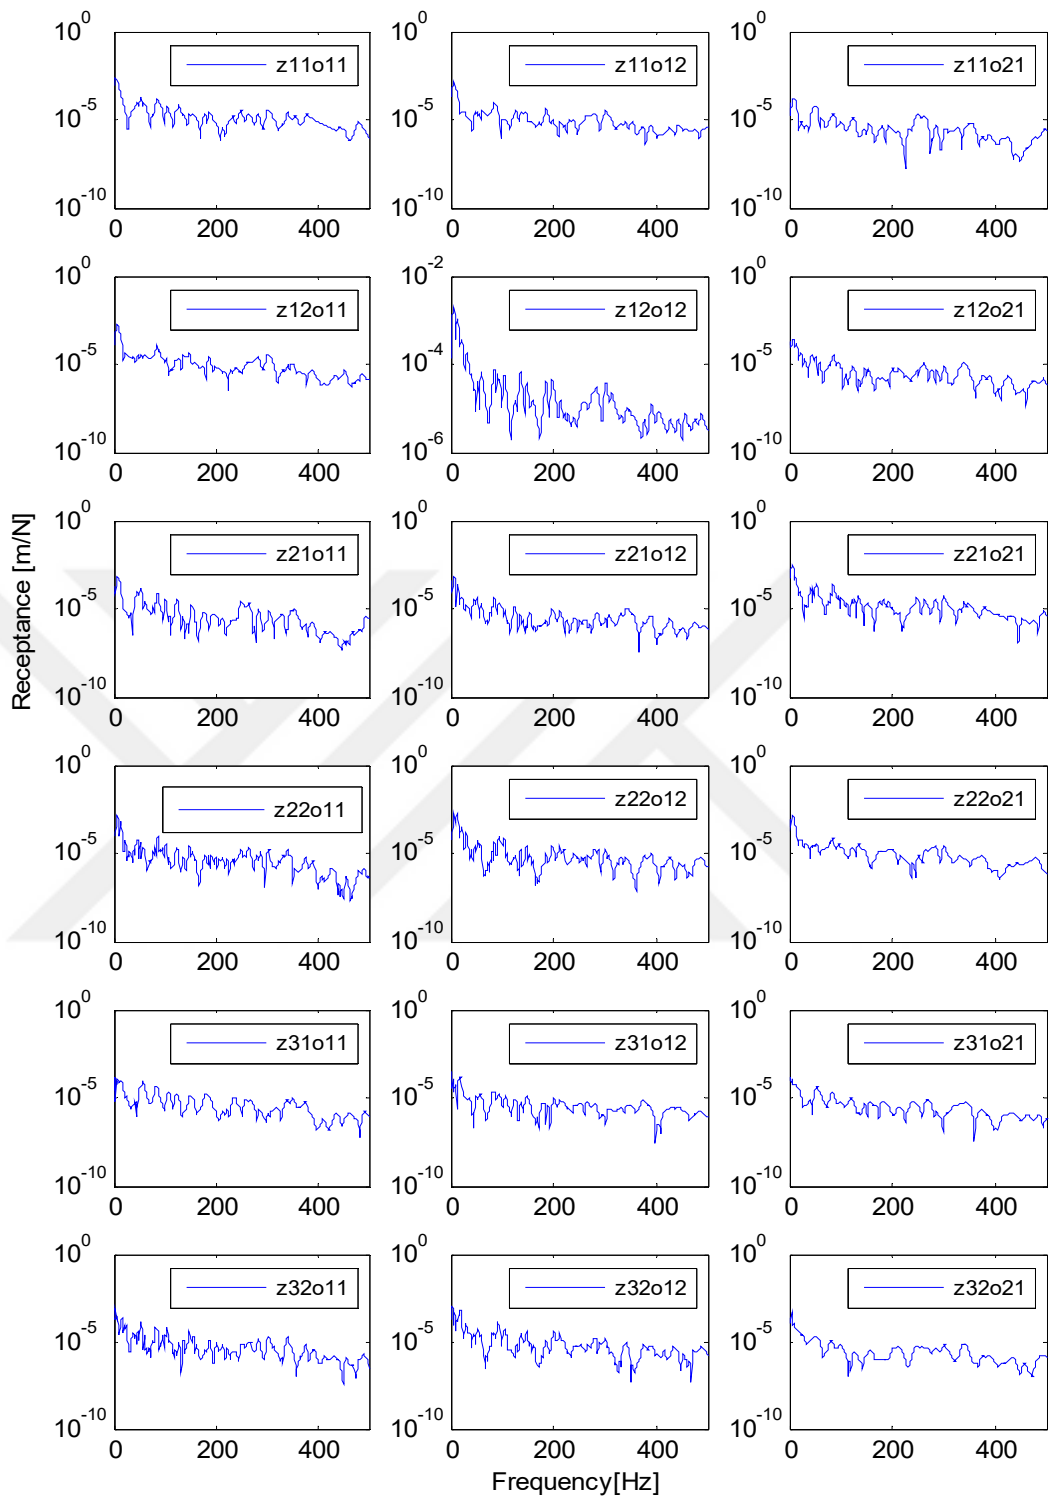 10^0 10^0 10^0
z11o11 z11o12 z11o21
10^-5 10^-5 10^-5
10^-10 10^-10 10^-10
0 200 400 0 200 400 0 200 400
10^0 10^-2 10^0
z12o11 z12o12 z12o21
10^-5 10^-4 10^-5
10^-10 10^-6 10^-10
0 200 400 0 200 400 0 200 400
10^0 10^0 10^0
z21o11 z21o12 z21o21
10^-5 10^-5 10^-5
10^-10 10^-10 10^-10
0 200 400 0 200 400 0 200 400
Receptance [m/N]
10^0 10^0 10^0
z22o11 z22o12 z22o21
10^-5 10^-5 10^-5
10^-10 10^-10 10^-10
0 200 400 0 200 400 0 200 400
10^0 10^0 10^0
z31o11 z31o12 z31o21
10^-5 10^-5 10^-5
10^-10 10^-10 10^-10
0 200 400 0 200 400 0 200 400
10^0 10^0 10^0
z32o11 z32o12 z32o21
10^-5 10^-5 10^-5
10^-10 10^-10 10^-10
0 200 400 0 200 400 0 200 400
Frequency[Hz]